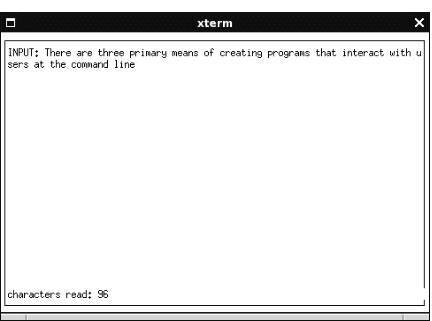 xterm
INPUT: There are three primary means of creating programs that interact with u
sers at the command line
characters read: 96